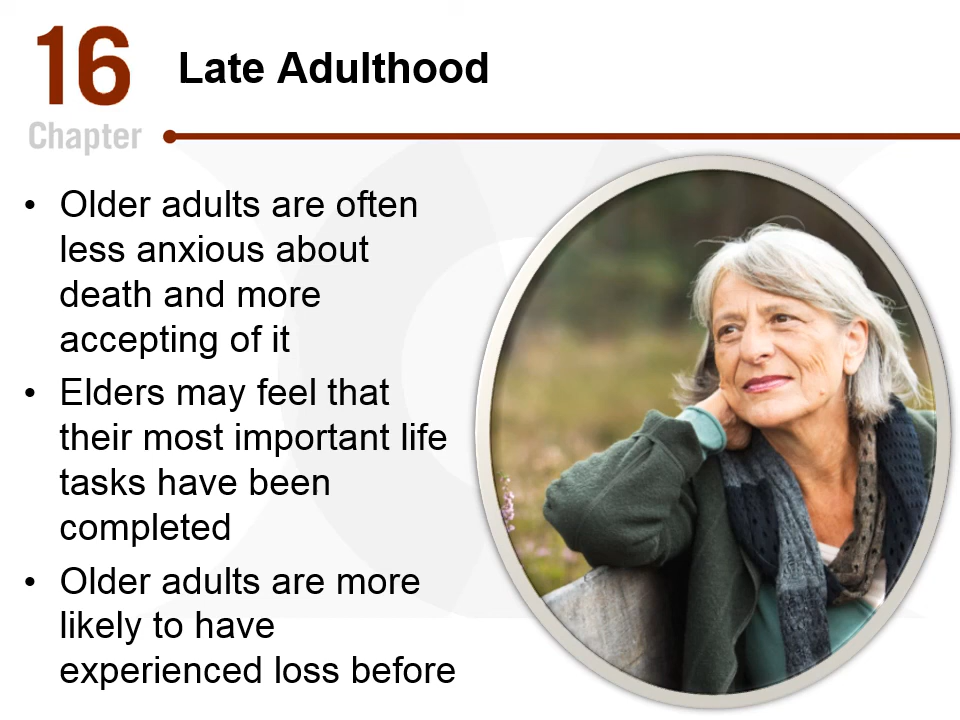 16
Chapter
Late Adulthood
• Older adults are often
less anxious about
death and more
accepting of it
• Elders may feel that
their most important life
tasks have been
completed
• Older adults are more
likely to have
experienced loss before